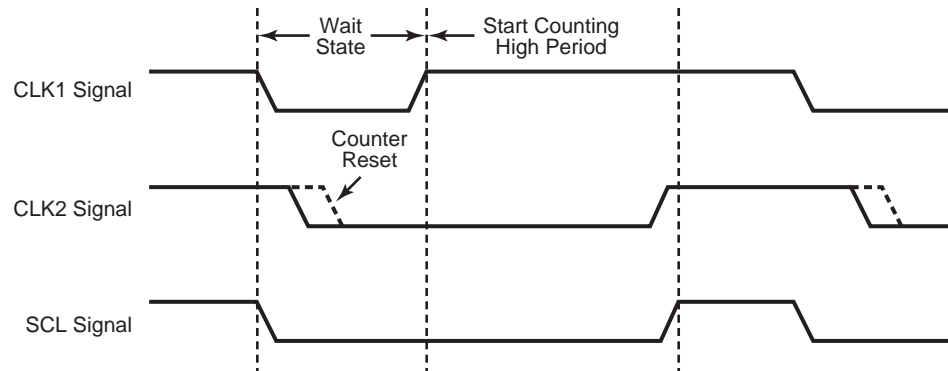 Wait
State
Start Counting
High Period
CLK1 Signal
Counter
Reset
CLK2 Signal
SCL Signal